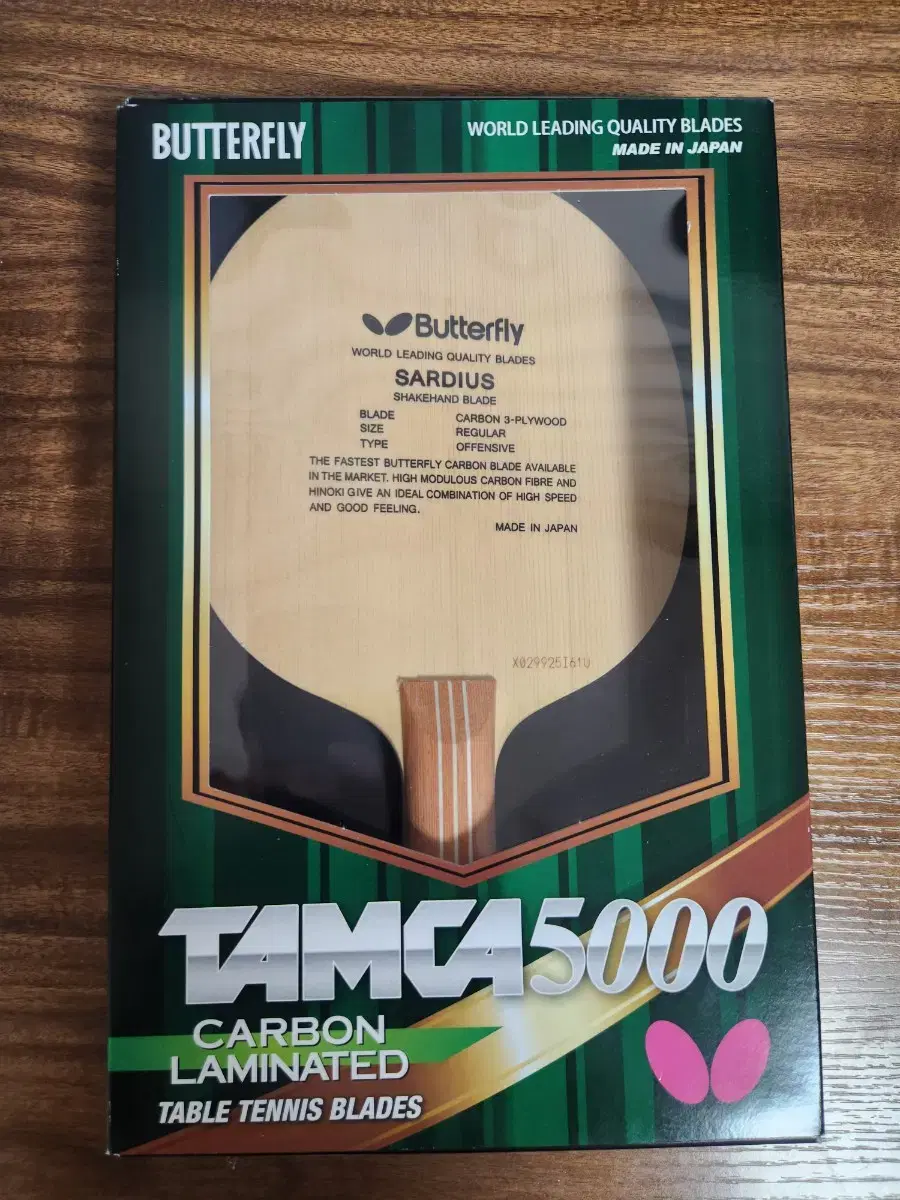 BUTTERFLY
WORLD LEADING QUALITY BLADES
MADE IN JAPAN
Butterfly
WORLD LEADING QUALITY BLADES
SARDIUS
SHAKEHAND BLADE
BLADE CARBON 3-PLYWOOD
SIZE REGULAR
TYPE OFFENSIVE
THE FASTEST BUTTERFLY CARBON BLADE AVAILABLE
IN THE MARKET. HIGH MODULOUS CARBON FIBRE AND
HINOKI GIVE AN IDEAL COMBINATION OF HIGH SPEED
AND GOOD FEELING.
MADE IN JAPAN
TAMCA5000
CARBON
LAMINATED
TABLE TENNIS BLADES